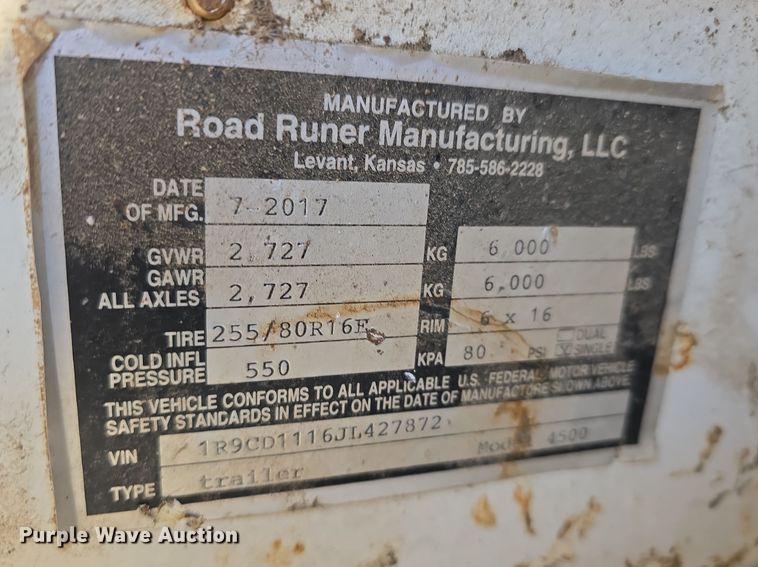 MANUFACTURED BY
Road Runer Manufacturing, LLC
Levant, Kansas • 785-586-2228
DATE OF MFG. 7-2017
GVWR 2,727 KG 6,000 LBS
GAWR ALL AXLES 2,727 KG 6,000 LBS
TIRE 255/80R16E RIM 6 x 16
COLD INFL PRESSURE 550 KPA 80 PSI DUAL SINGLE
THIS VEHICLE CONFORMS TO ALL APPLICABLE U.S. FEDERAL MOTOR VEHICLE
SAFETY STANDARDS IN EFFECT ON THE DATE OF MANUFACTURE SHOWN ABOVE
VIN 1R9CD1116JL427872 Model 4500
TYPE trailer
Purple Wave Auction